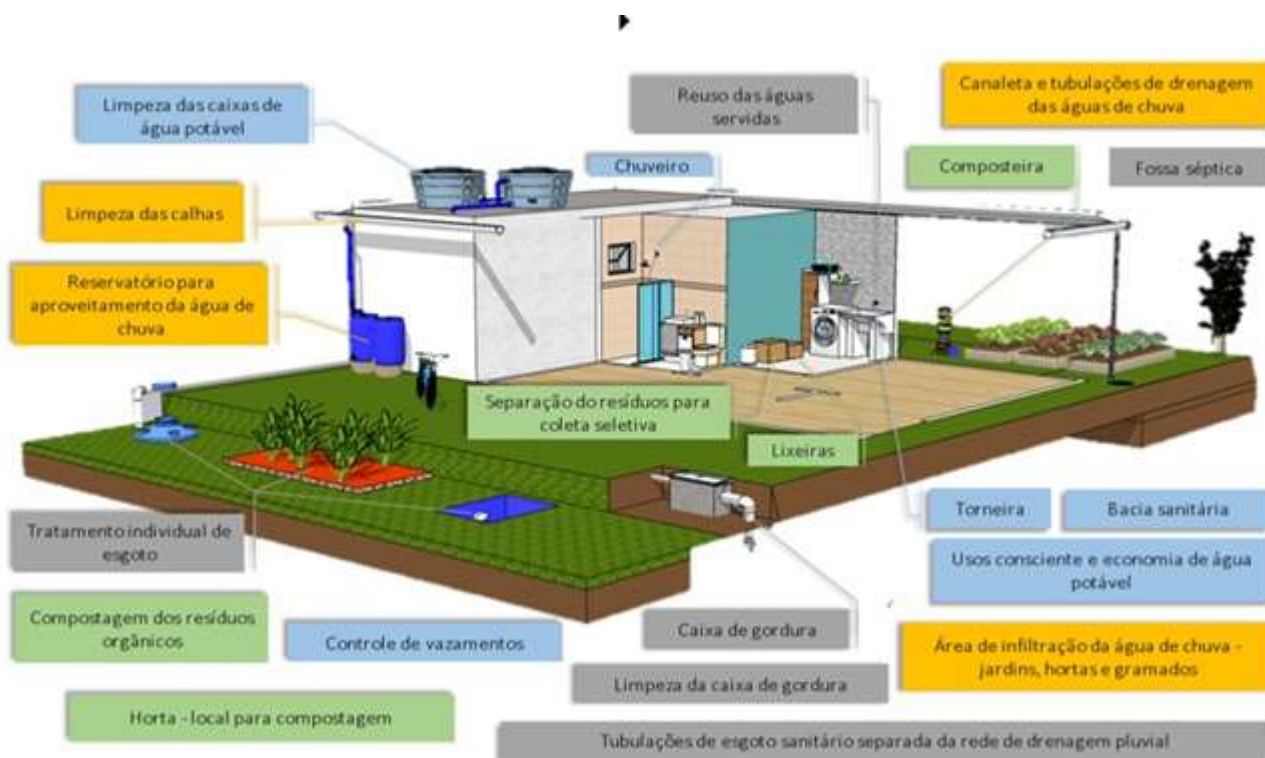 Canaleta e tubulações de drenagem
das águas de chuva
Limpeza das caixas de
água potável
Reuso das águas
servidas
Chuveiro
Composteira
Fossa séptica
Limpeza das calhas
Reservatório para
aproveitamento da água de
chuva
Separação do resíduos para
coleta seletiva
Lixeiras
Torneira
Bacia sanitária
Tratamento individual de
esgoto
Usos consciente e economia de água
potável
Compostagem dos resíduos
orgânicos
Controle de vazamentos
Caixa de gordura
Área de infiltração da água de chuva -
jardins, hortas e gramados
Limpeza da caixa de gordura
Horta - local para compostagem
Tubulações de esgoto sanitário separada da rede de drenagem pluvial